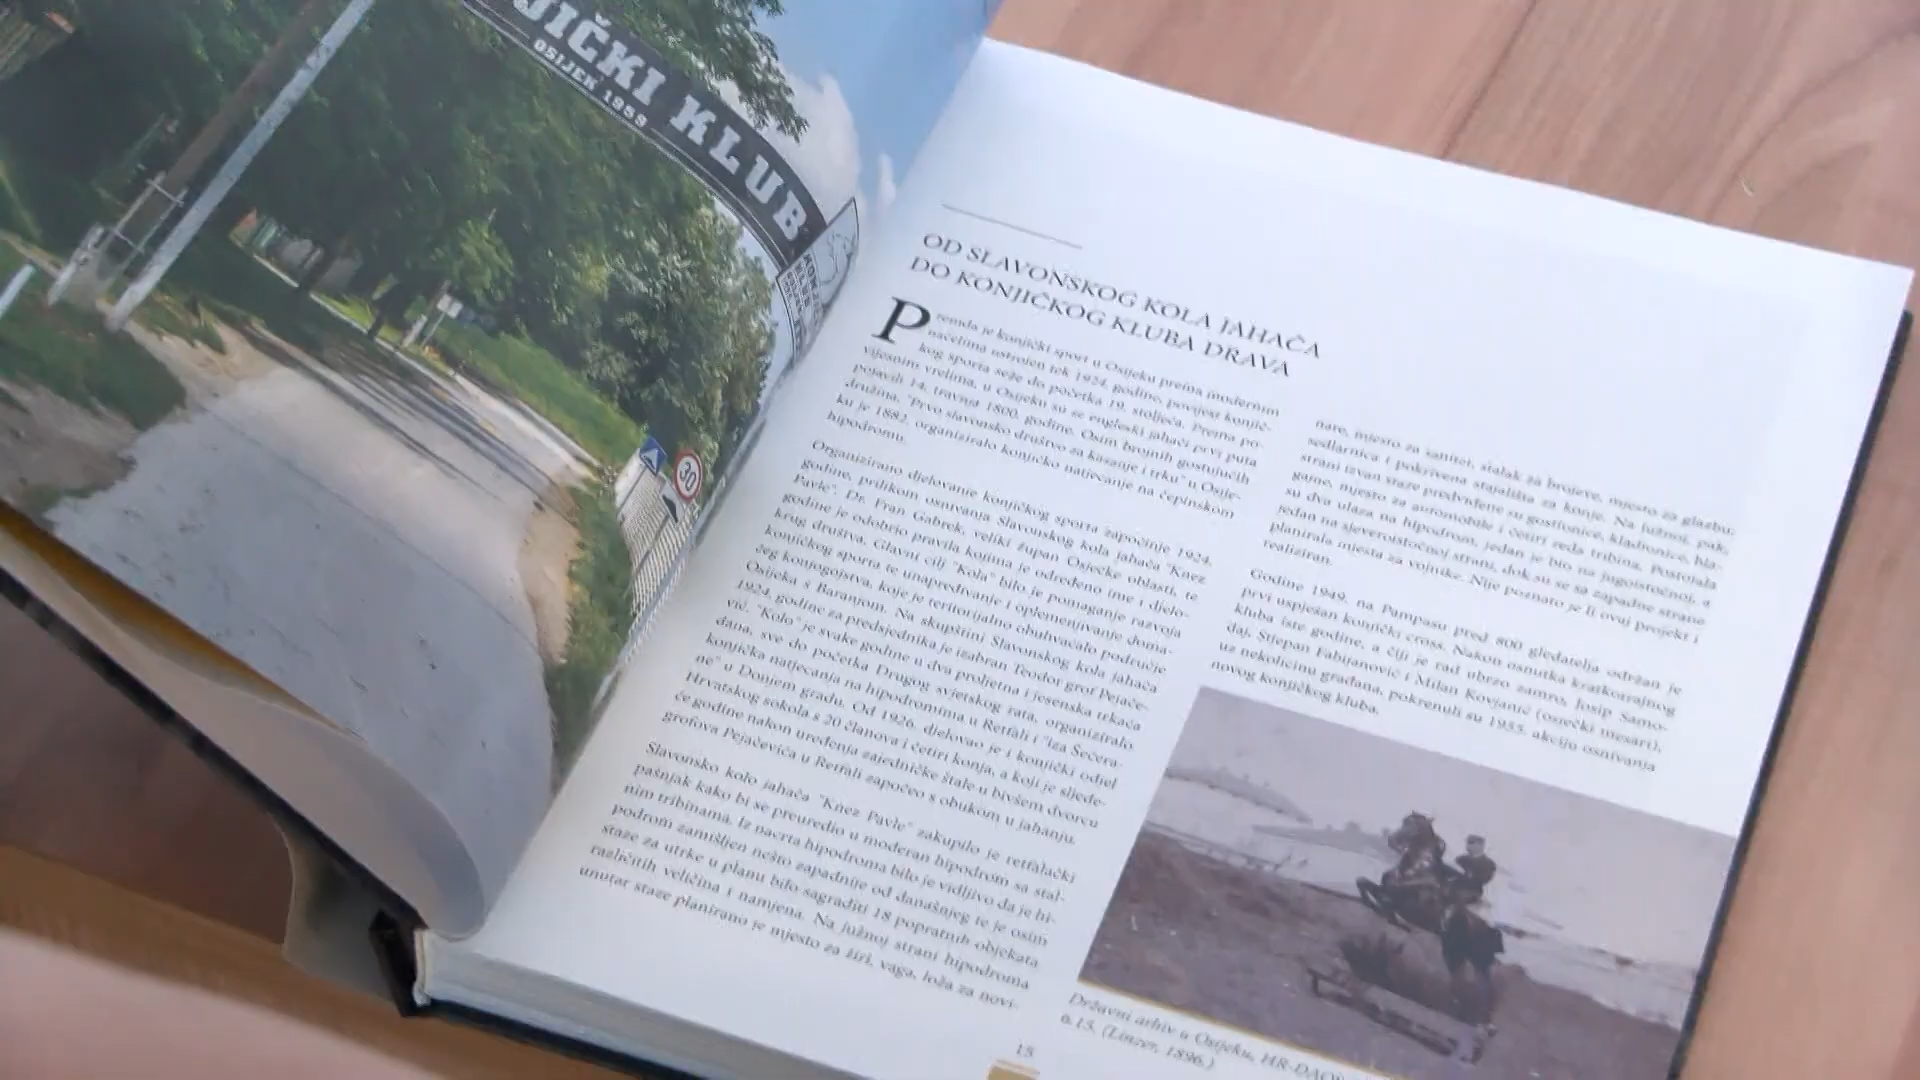 JIČKI KLUB
OSIJEK 1959
30
OD SLAVONSKOG KOLA JAHAČA
DO KONJIČKOG KLUBA DRAVA
Premda je konjički sport u Osijeku prema modernim
načelima ustrojen tek 1924. godine, povijest konjič-
kog sporta seže do početka 19. stoljeća. Prema po-
vijesnim vrelima, u Osijeku su se engleski jahači prvi puta
pojavili 14. travnja 1800. godine. Osim brojnih gostujućih
družina, "Prvo slavonsko društvo za kasanje i trku" u Osije-
ku je 1882. organiziralo konjičko natjecanje na čepinskom
hipodromu.
Organizirano djelovanje konjičkog sporta započinje 1924.
godine, prilikom osnivanja Slavonskog kola jahača "Knez
Pavle". Dr. Fran Gabrek, veliki župan Osječke oblasti, te
godine je odobrio pravila kojima je određeno ime i djelo-
krug društva. Glavni cilj "Kola" bilo je pomaganje razvoja
konjičkog sporta te unapređivanje i oplemenjivanje doma-
ćeg konjogojstva, koje je teritorijalno obuhvaćalo područje
Osijeka s Baranjom. Na skupštini Slavonskog kola jahača
1924. godine za predsjednika je izabran Teodor grof Pejače-
vić. "Kolo" je svake godine u dva proljetna i jesenska trkaća
dana, sve do početka Drugog svjetskog rata, organiziralo
konjička natjecanja na hipodromima u Retfali i "iza Šećera-
ne" u Donjem gradu. Od 1926. djelovao je i konjički odjel
Hrvatskog sokola s 20 članova i četiri konja, a koji je sljede-
će godine nakon uređenja zajedničke štale u bivšem dvorcu
grofova Pejačevića u Retfali započeo s obukom u jahanju.
Slavonsko kolo jahača "Knez Pavle" zakupilo je retfalački
pašnjak kako bi se preuredio u moderan hipodrom sa stal-
nim tribinama. Iz nacrta hipodroma bilo je vidljivo da je hi-
podrom zamišljen nešto zapadnije od današnjeg te je osim
staze za utrke u planu bilo sagraditi 18 popratnih objekata
različitih veličina i namjena. Na južnoj strani hipodroma
unutar staze planirano je mjesto za žiri, vaga, loža za novi-
nare, mjesto za sanitet, stalak za brojeve, mjesto za glazbu,
sedlarnica i pokrivena stajališta za konje. Na južnoj, pak,
strani izvan staze predviđene su gostionice, kladionice, bla-
gajne, mjesto za automobile i četiri reda tribina. Postojala
su dva ulaza na hipodrom, jedan je bio na jugoistočnoj, a
jedan na sjeveroistočnoj strani, dok su se sa zapadne strane
planirala mjesta za vojnike. Nije poznato je li ovaj projekt i
realiziran.
Godine 1949. na Pampasu pred 800 gledatelja održan je
prvi uspješan konjički cross. Nakon osnutka kratkotrajnog
kluba iste godine, a čiji je rad ubrzo zamro, Josip Samo-
daj, Stjepan Fabijanović i Milan Kovjanić (osječki mesari),
uz nekolicinu građana, pokrenuli su 1955. akciju osnivanja
novog konjičkog kluba.
Državni arhiv u Osijeku, HR-DAOS
6.15. (Linzer, 1896.)
15